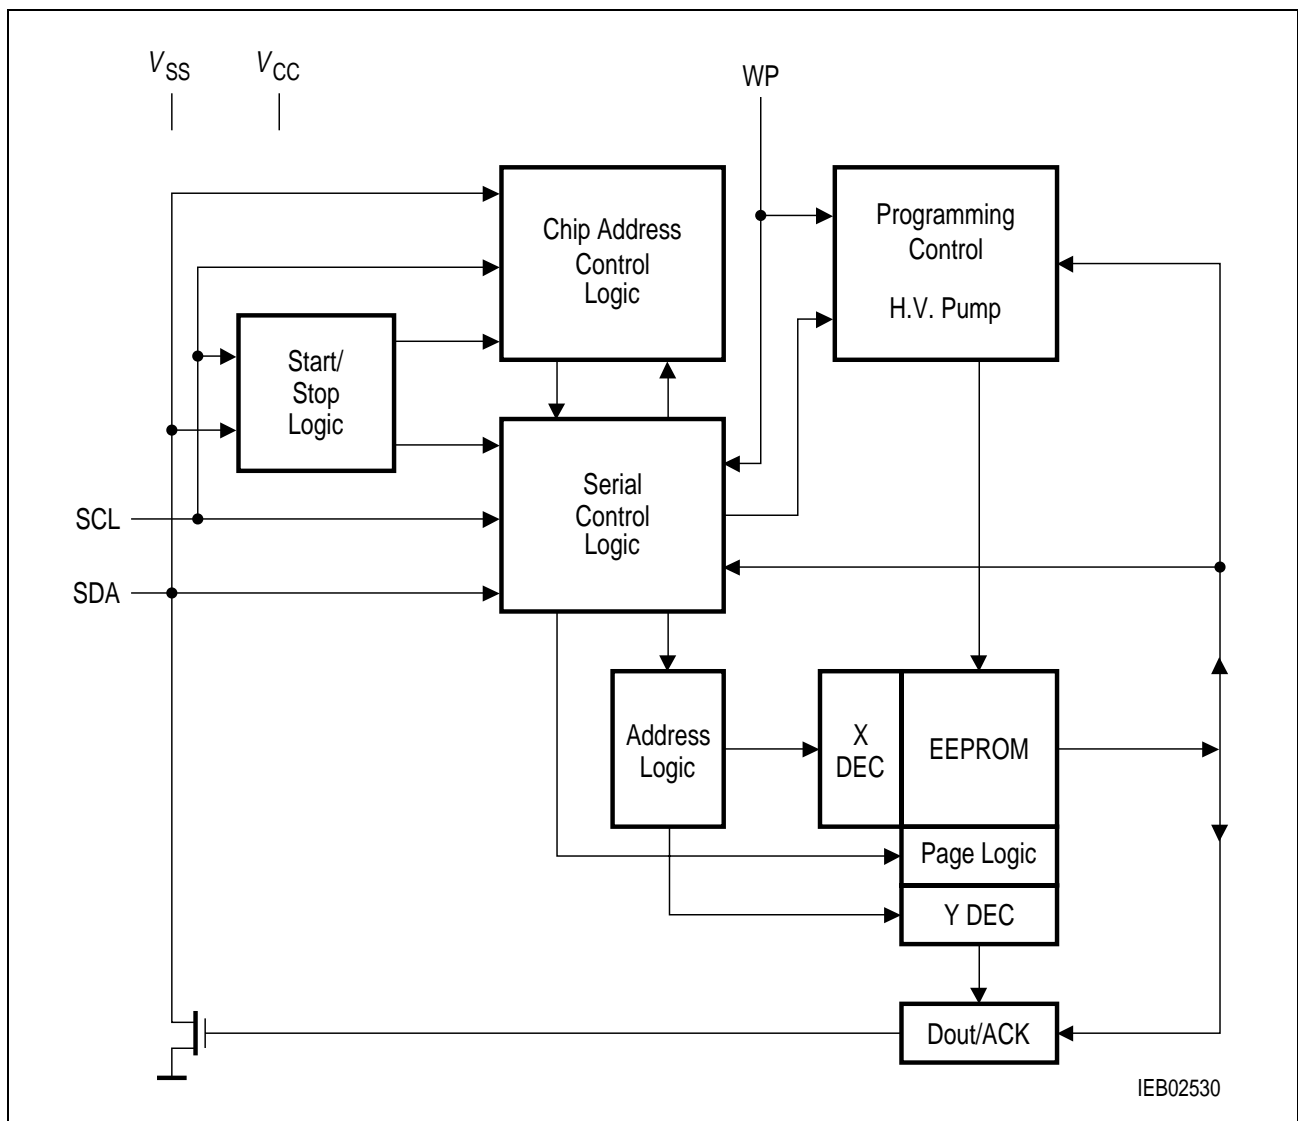 VSS
VCC
WP
Chip Address
Control
Logic
Programming
Control
H.V. Pump
Start/
Stop
Logic
Serial
Control
Logic
SCL
SDA
Address
Logic
X
DEC
EEPROM
Page Logic
Y DEC
Dout/ACK
IEB02530